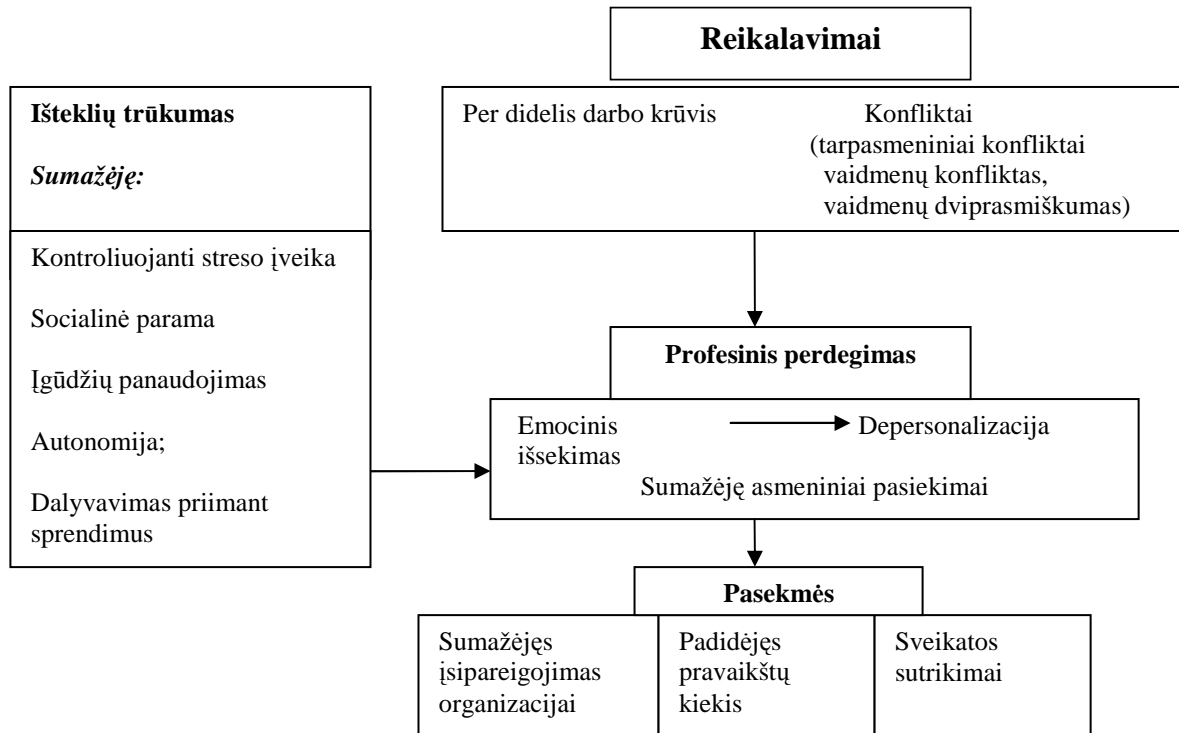 Reikalavimai
Išteklių trūkumas
Sumažėję:
Kontroliuojanti streso įveika
Socialinė parama
Įgūdžių panaudojimas
Autonomija;
Dalyvavimas priimant
sprendimus
Per didelis darbo krūvis
Konfliktai
(tarpasmeniniai konfliktai
vaidmenų konfliktas,
vaidmenų dviprasmiškumas)
Profesinis perdegimas
Emocinis
išsekimas
Depersonalizacija
Sumažėję asmeniniai pasiekimai
Pasekmės
Sumažėjęs
įsipareigojimas
organizacijai
Padidėjęs
pravaikštų
kiekis
Sveikatos
sutrikimai